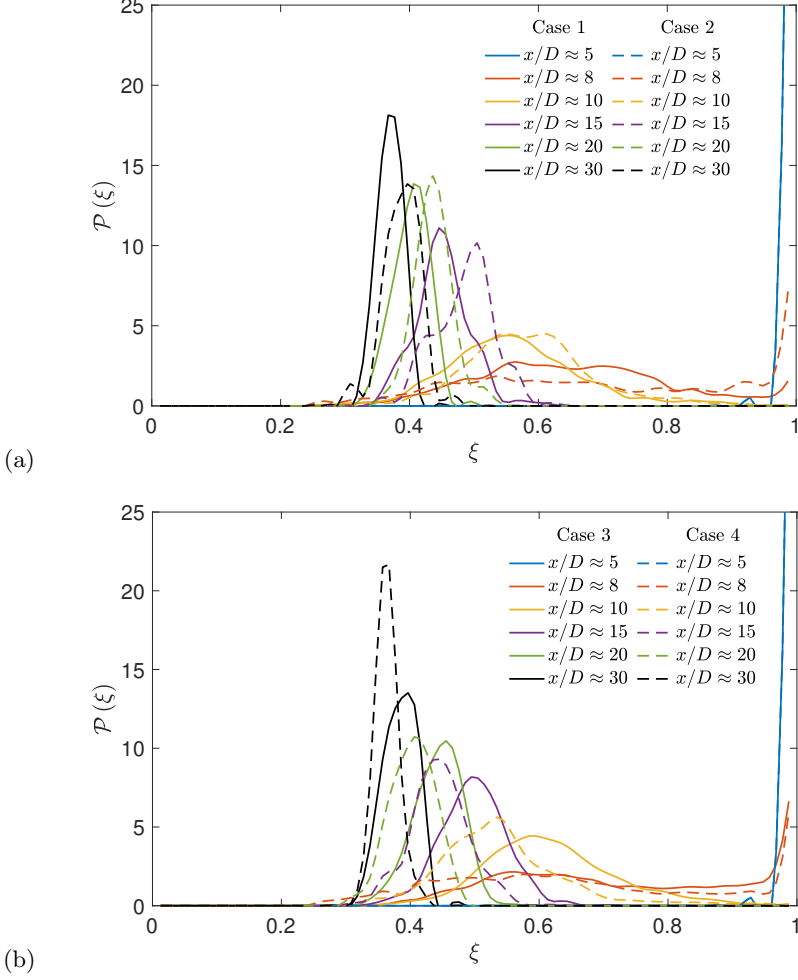 25
20
15
10
5
0
𝒫 (ξ)
Case 1 Case 2
x/D ≈ 5 x/D ≈ 5
x/D ≈ 8 x/D ≈ 8
x/D ≈ 10 x/D ≈ 10
x/D ≈ 15 x/D ≈ 15
x/D ≈ 20 x/D ≈ 20
x/D ≈ 30 x/D ≈ 30
0 0.2 0.4 0.6 0.8 1
ξ
(a)
25
20
15
10
5
0
𝒫 (ξ)
Case 3 Case 4
x/D ≈ 5 x/D ≈ 5
x/D ≈ 8 x/D ≈ 8
x/D ≈ 10 x/D ≈ 10
x/D ≈ 15 x/D ≈ 15
x/D ≈ 20 x/D ≈ 20
x/D ≈ 30 x/D ≈ 30
0 0.2 0.4 0.6 0.8 1
ξ
(b)